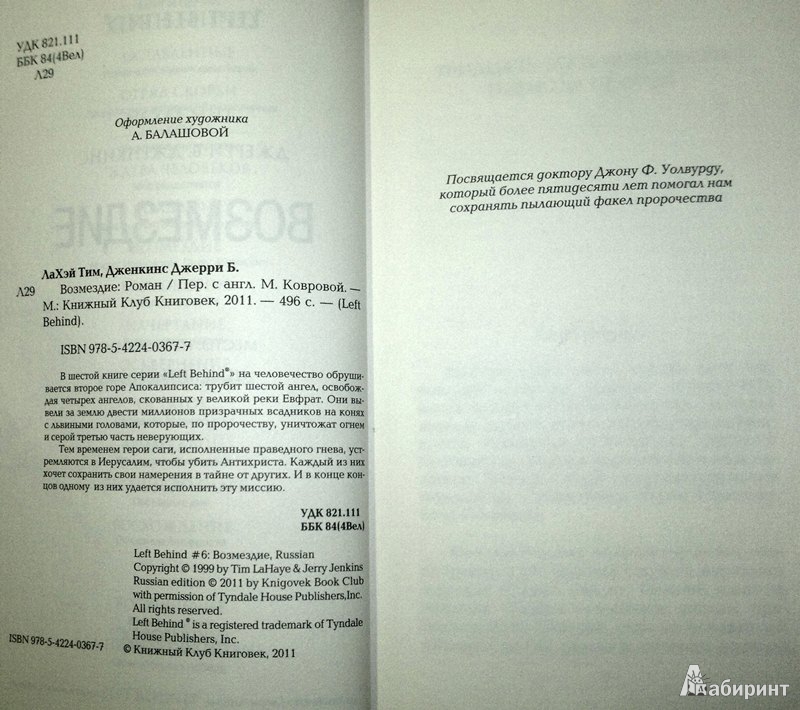 УДК 821.111
ББК 84(4Вел)
Л29
Оформление художника
А. БАЛАШОВОЙ
ВОЗМЕЗДИЕ
ЛаХэй Тим, Дженкинс Джерри Б.
Л29 Возмездие: Роман / Пер. с англ. М. Ковровой. —
М.: Книжный Клуб Книговек, 2011. — 496 с. — (Left
Behind).
ISBN 978-5-4224-0367-7
В шестой книге серии «Left Behind®» на человечество обруши-
вается второе горе Апокалипсиса: трубит шестой ангел, освобож-
дая четырех ангелов, скованных у великой реки Евфрат. Они вы-
вели за землю двести миллионов призрачных всадников на конях
с львиными головами, которые, по пророчеству, уничтожат огнем
и серой третью часть неверующих.
Тем временем герои саги, исполненные праведного гнева, уст-
ремляются в Иерусалим, чтобы убить Антихриста. Каждый из них
хочет сохранить свои намерения в тайне от других. И в конце кон-
цов одному из них удается исполнить эту миссию.
УДК 821.111
ББК 84(4Вел)
Left Behind #6: Возмездие, Russian
Copyright © 1999 by Tim LaHaye & Jerry Jenkins
Russian edition © 2011 by Knigovek Book Club
with permission of Tyndale House Publishers,Inc.
All rights reserved.
Left Behind® is a registered trademark of Tyndale
House Publishers, Inc.
ISBN 978-5-4224-0367-7
© Книжный Клуб Книговек, 2011
Посвящается доктору Джону Ф. Уолвурду,
который более пятидесяти лет помогал нам
сохранять пылающий факел пророчества
Лабиринт